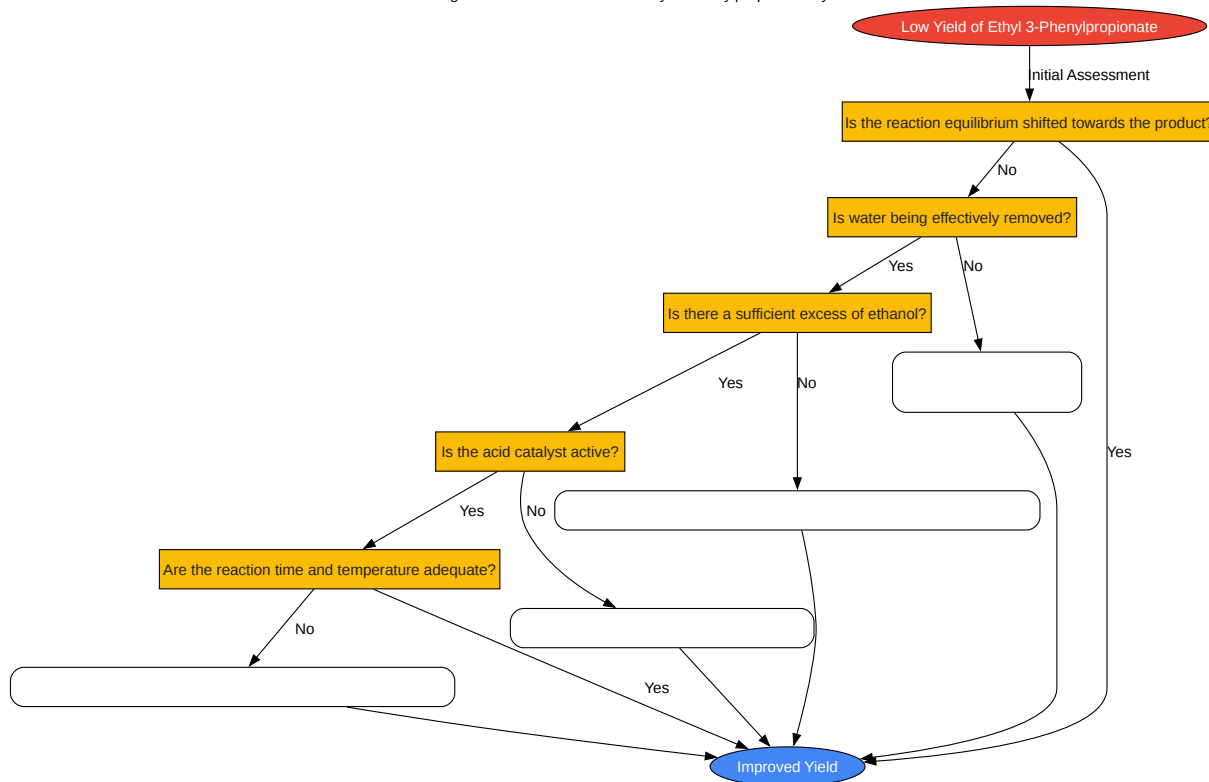 Low Yield of Ethyl 3-Phenylpropionate
Initial Assessment
Is the reaction equilibrium shifted towards the product?
No
Is water being effectively removed?
Yes
No
Is there a sufficient excess of ethanol?
Yes
No
Is the acid catalyst active?
Yes
Yes
No
Are the reaction time and temperature adequate?
No
Yes
Improved Yield